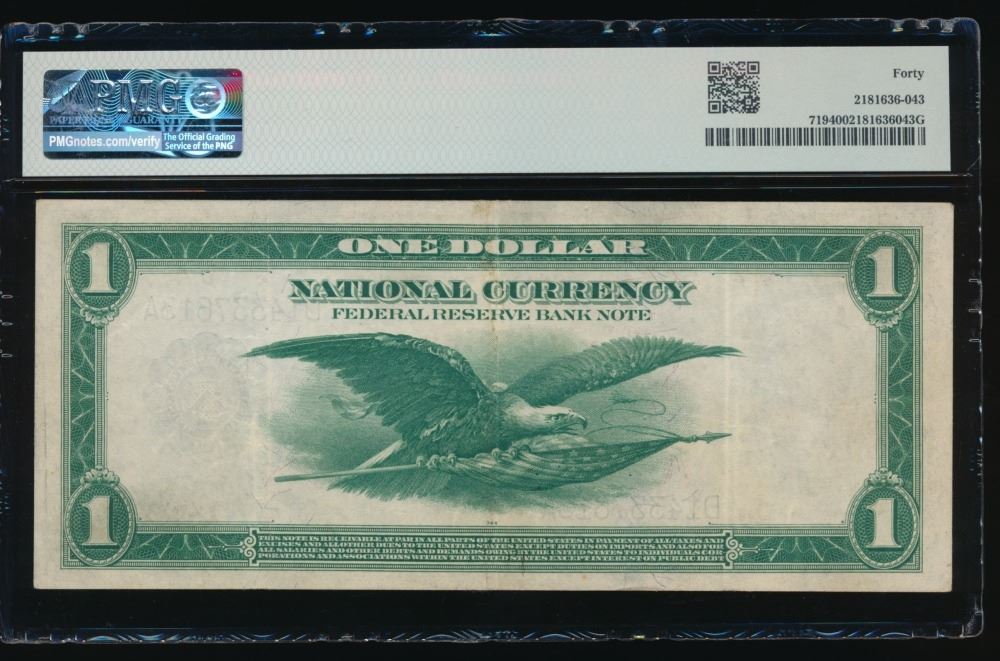 PMG
PAPER MONEY GUARANTY
PMGnotes.com/verify
The Official Grading
Service of the PNG
Forty
2181636-043
7194002181636043G
1
ONE DOLLAR
1
NATIONAL CURRENCY
FEDERAL RESERVE BANK NOTE
1
1
THIS NOTE IS RECEIVABLE AT PAR IN ALL PARTS OF THE UNITED STATES IN PAYMENT OF ALL TAXES AND
EXCISES AND ALL OTHER DUES TO THE UNITED STATES EXCEPT DUTIES ON IMPORTS AND ALSO FOR
ALL SALARIES AND OTHER DEBTS AND DEMANDS OWING BY THE UNITED STATES TO INDIVIDUALS COR-
PORATIONS AND ASSOCIATIONS WITHIN THE UNITED STATES EXCEPT INTEREST ON PUBLIC DEBT